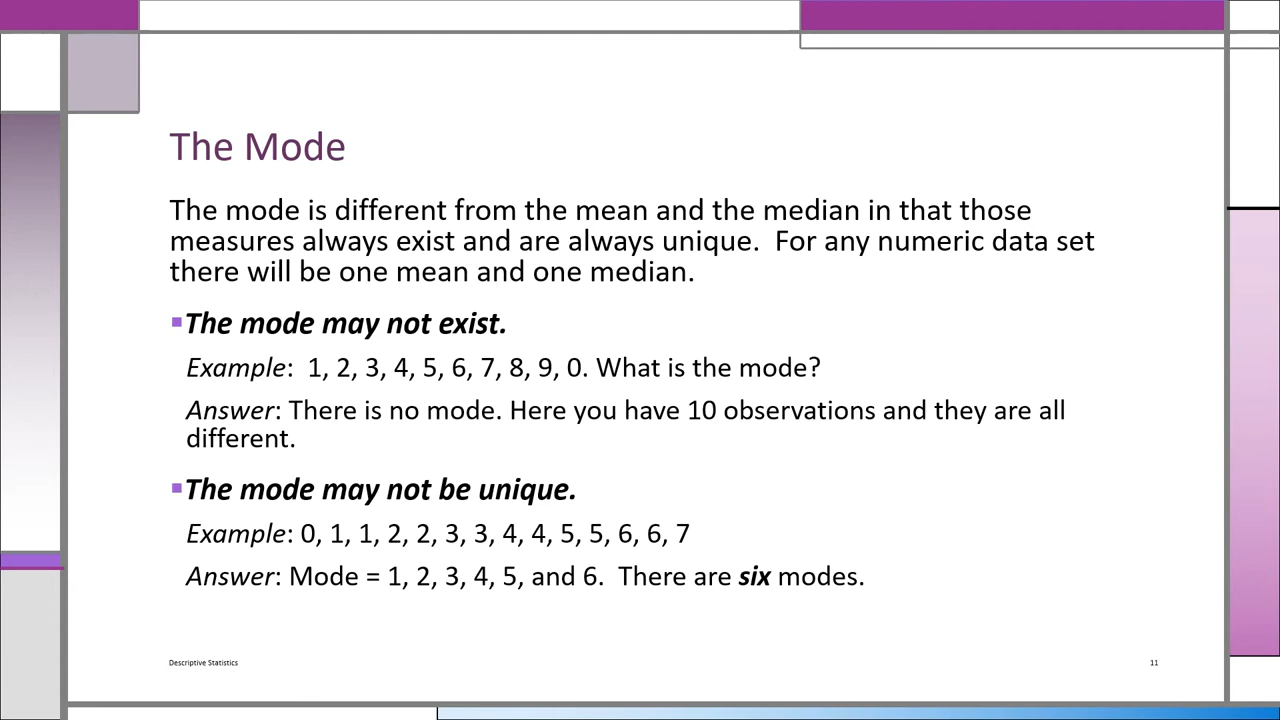 The Mode
The mode is different from the mean and the median in that those
measures always exist and are always unique.  For any numeric data set
there will be one mean and one median.
▪The mode may not exist.
Example:  1, 2, 3, 4, 5, 6, 7, 8, 9, 0. What is the mode?
Answer: There is no mode. Here you have 10 observations and they are all
different.
▪The mode may not be unique.
Example: 0, 1, 1, 2, 2, 3, 3, 4, 4, 5, 5, 6, 6, 7
Answer: Mode = 1, 2, 3, 4, 5, and 6.  There are six modes.
Descriptive Statistics
11